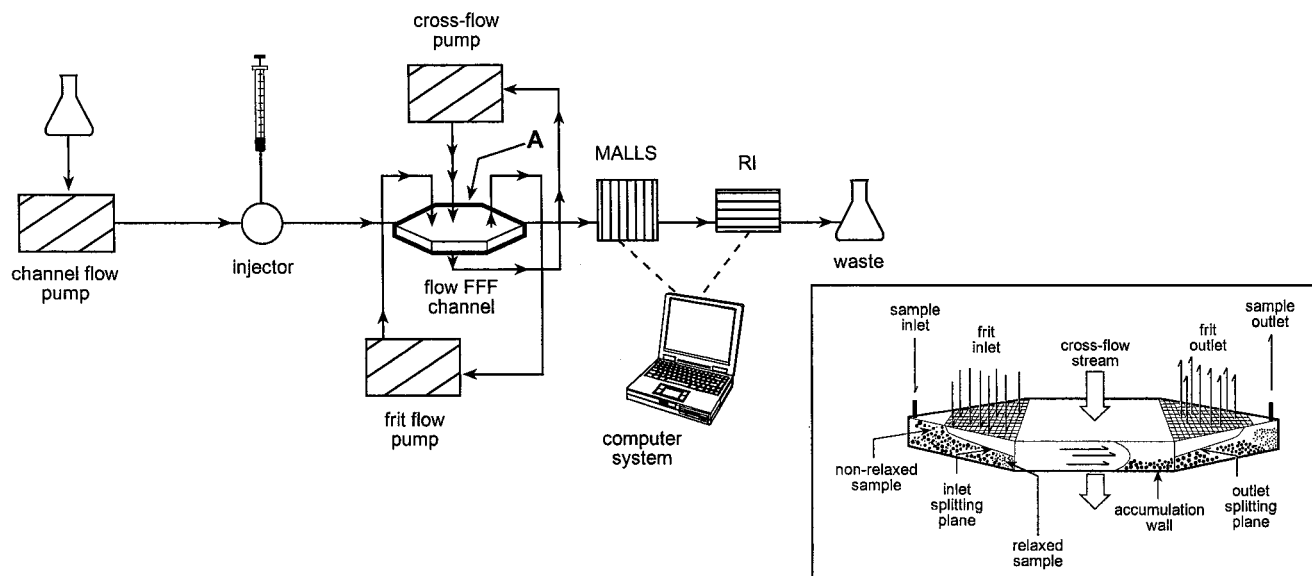 cross-flow
pump
A
MALLS
RI
channel flow
pump
injector
flow FFF
channel
waste
frit flow
pump
computer
system
sample
inlet
frit
inlet
cross-flow
stream
frit
outlet
sample
outlet
non-relaxed
sample
inlet
splitting
plane
relaxed
sample
accumulation
wall
outlet
splitting
plane